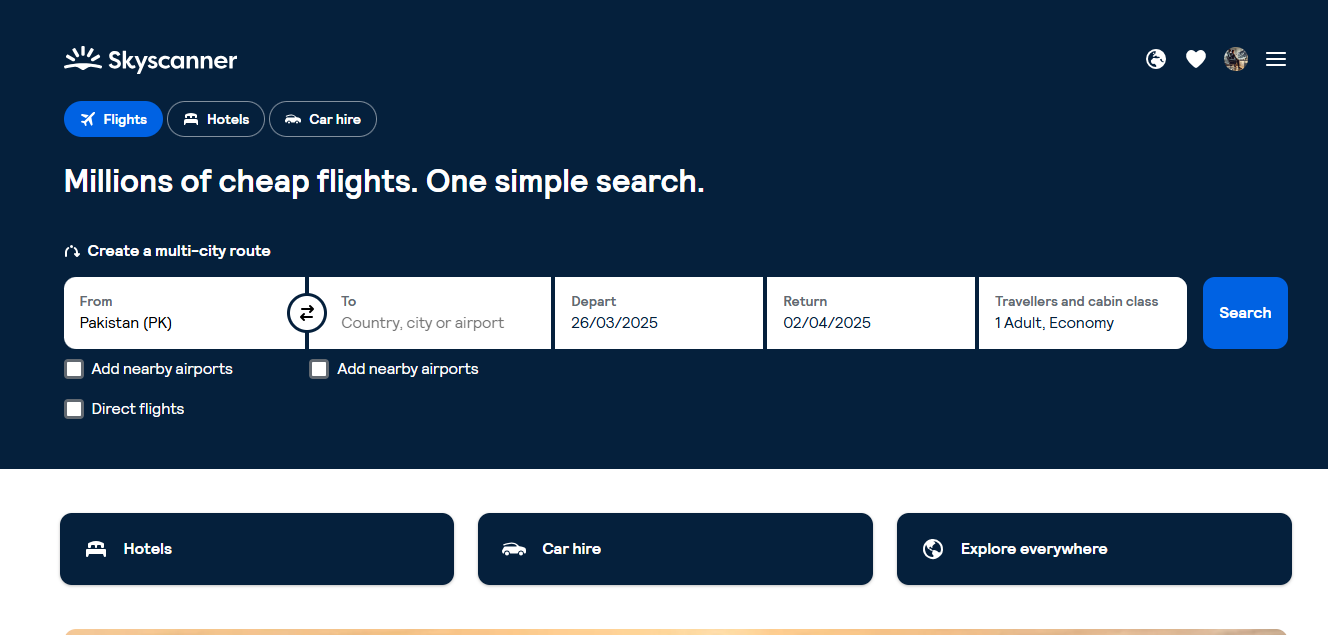 Skyscanner
Flights
Hotels
Car hire
Millions of cheap flights. One simple search.
Create a multi-city route
From
Pakistan (PK)
To
Country, city or airport
Depart
26/03/2025
Return
02/04/2025
Travellers and cabin class
1 Adult, Economy
Search
Add nearby airports
Add nearby airports
Direct flights
Hotels
Car hire
Explore everywhere